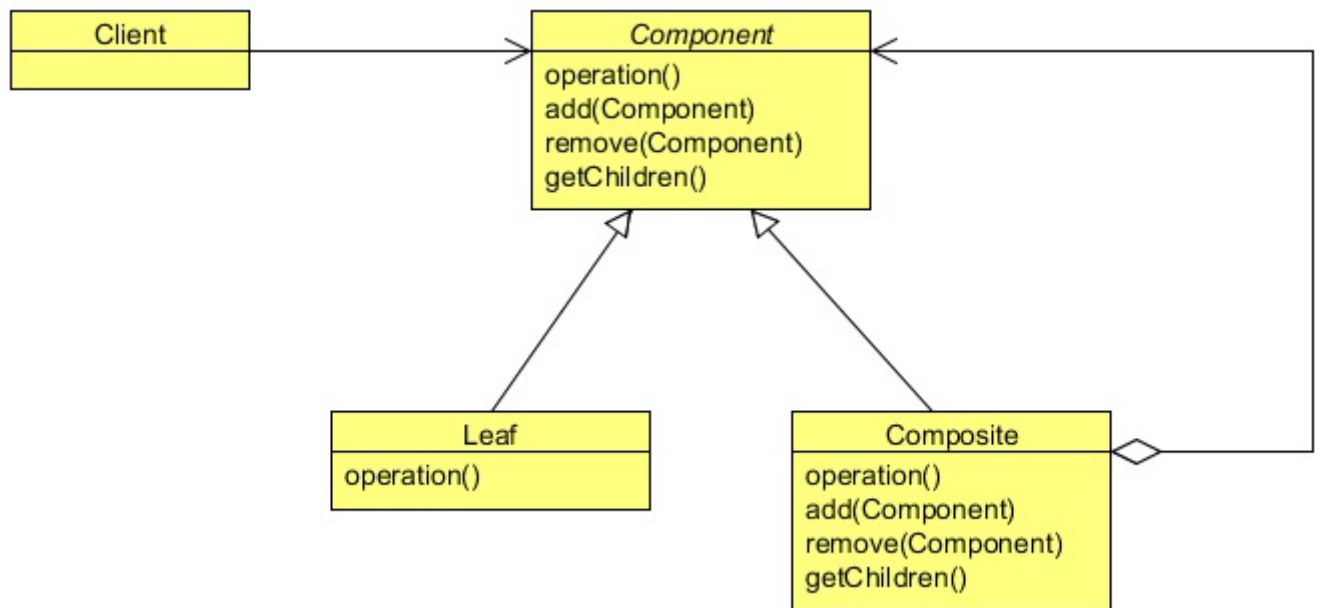 Client
Component
operation()
add(Component)
remove(Component)
getChildren()
Leaf
operation()
Composite
operation()
add(Component)
remove(Component)
getChildren()